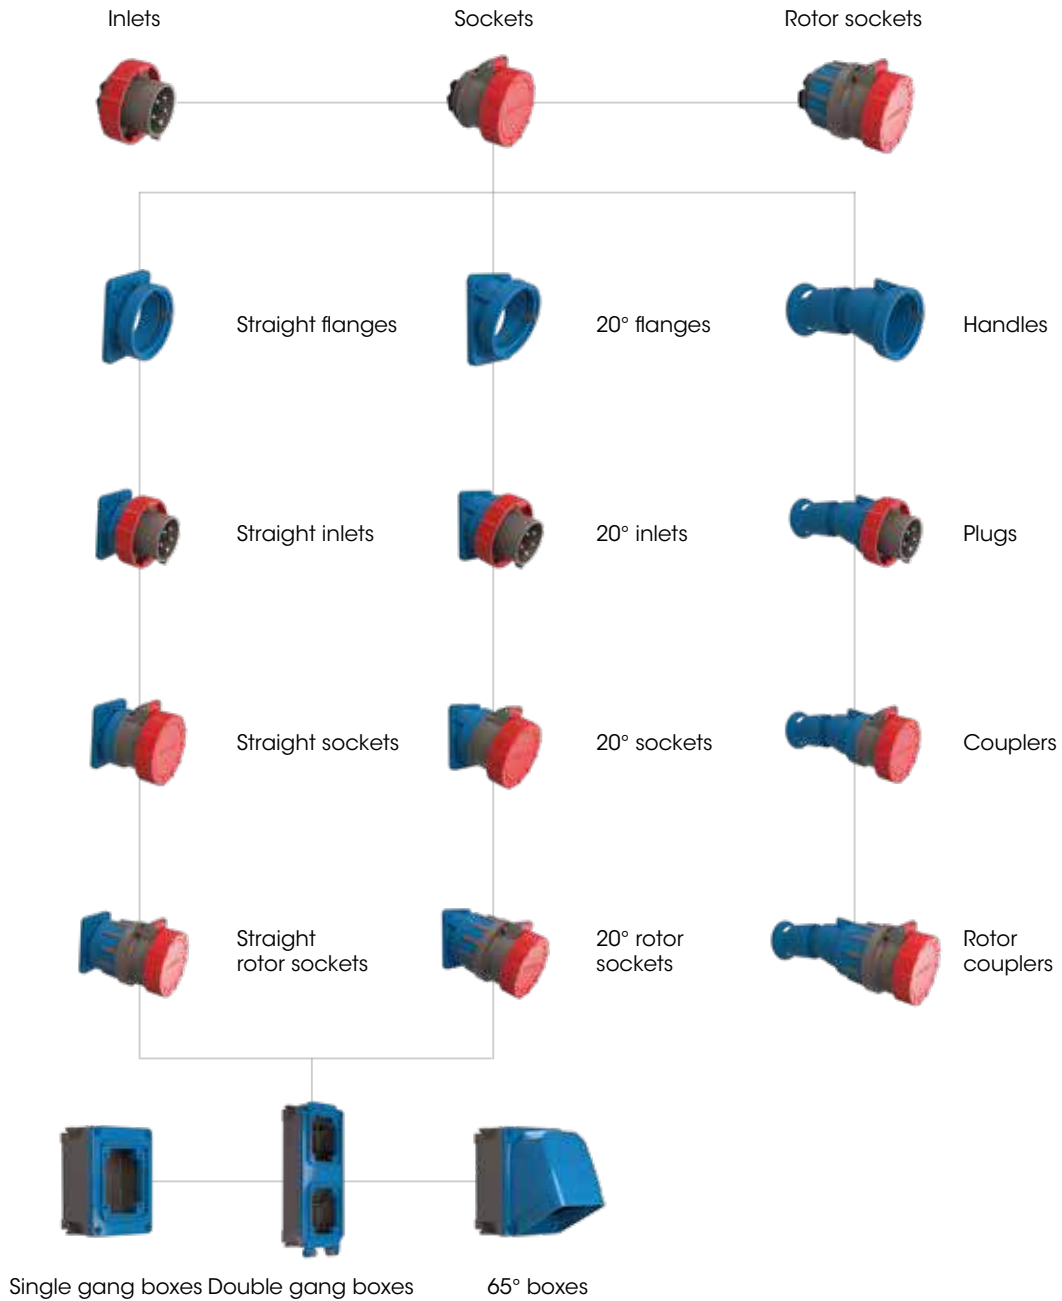 Inlets
Sockets
Rotor sockets
Straight flanges
20° flanges
Handles
Straight inlets
20° inlets
Plugs
Straight sockets
20° sockets
Couplers
Straight
rotor sockets
20° rotor
sockets
Rotor
couplers
Single gang boxes
Double gang boxes
65° boxes